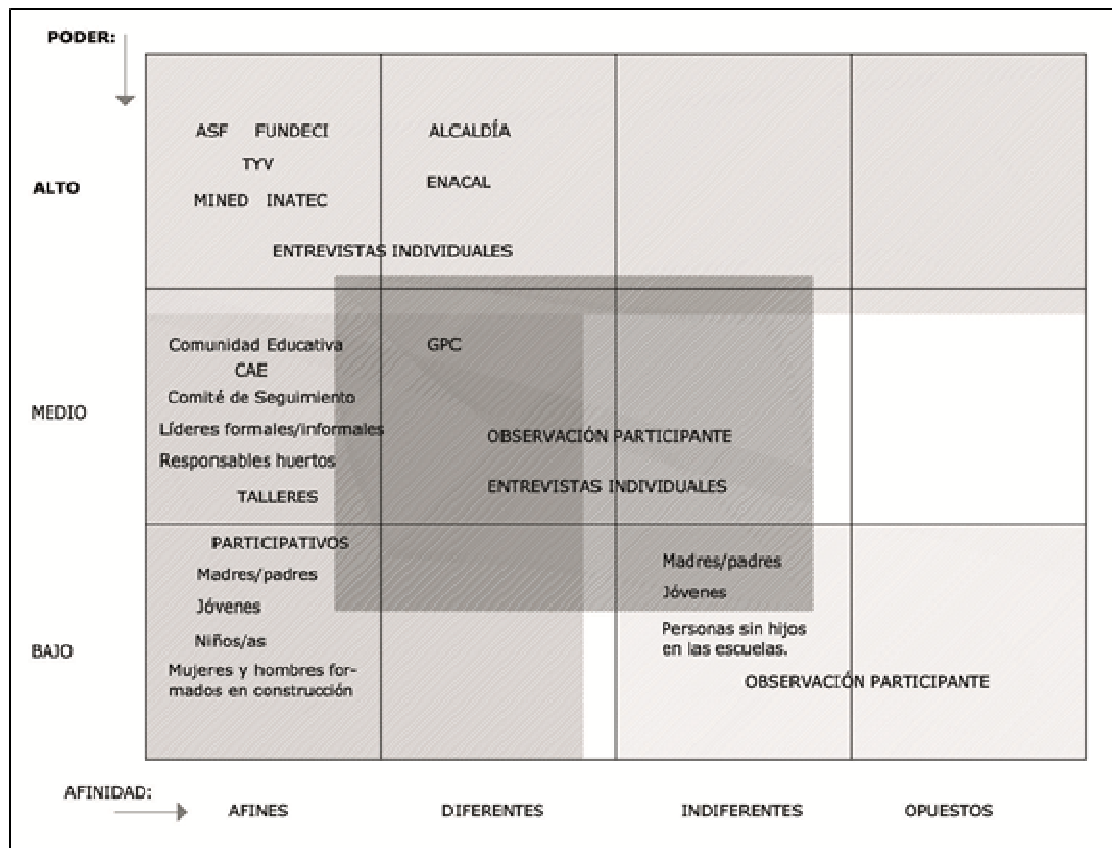 PODER:
ALTO
ASF FUNDECI
TYV
MINED INATEC
ALCALDÍA
ENACAL
ENTREVISTAS INDIVIDUALES
MEDIO
Comunidad Educativa
CAE
Comité de Seguimiento
Líderes formales/informales
Responsables huertos
TALLERES
GPC
OBSERVACIÓN PARTICIPANTE
ENTREVISTAS INDIVIDUALES
BAJO
PARTICIPATIVOS
Madres/padres
Jóvenes
Niños/as
Mujeres y hombres for-
mados en construcción
Madres/padres
Jóvenes
Personas sin hijos
en las escuelas.
OBSERVACIÓN PARTICIPANTE
AFINIDAD:
AFINES DIFERENTES INDIFERENTES OPUESTOS